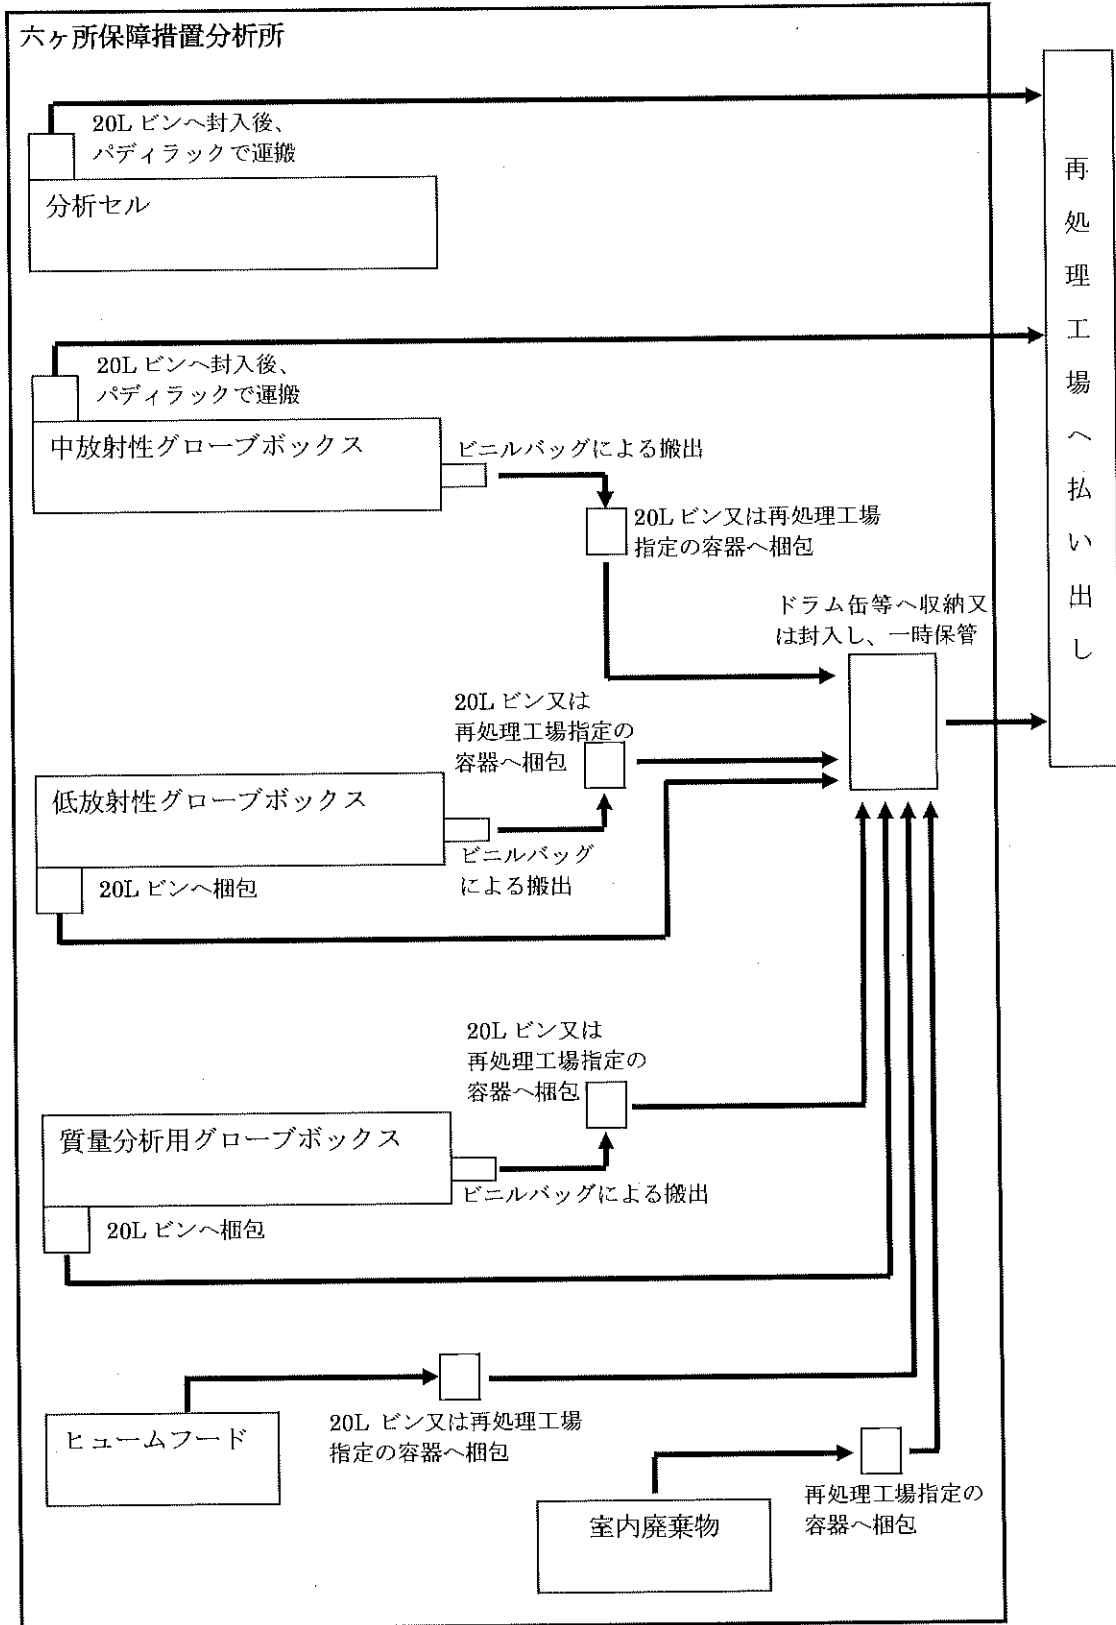 六ヶ所保障措置分析所
20L ビンへ封入後、
パディラックで運搬
分析セル
20L ビンへ封入後、
パディラックで運搬
中放射性グローブボックス
ビニルバッグによる搬出
20L ビン又は再処理工場
指定の容器へ梱包
ドラム缶等へ収納又
は封入し、一時保管
20L ビン又は
再処理工場指定の
容器へ梱包
低放射性グローブボックス
ビニルバッグ
による搬出
20L ビンへ梱包
20L ビン又は
再処理工場指定の
容器へ梱包
質量分析用グローブボックス
ビニルバッグによる搬出
20L ビンへ梱包
ヒュームフード
20L ビン又は再処理工場
指定の容器へ梱包
室内廃棄物
再処理工場指定の
容器へ梱包
再処理工場へ払い出し